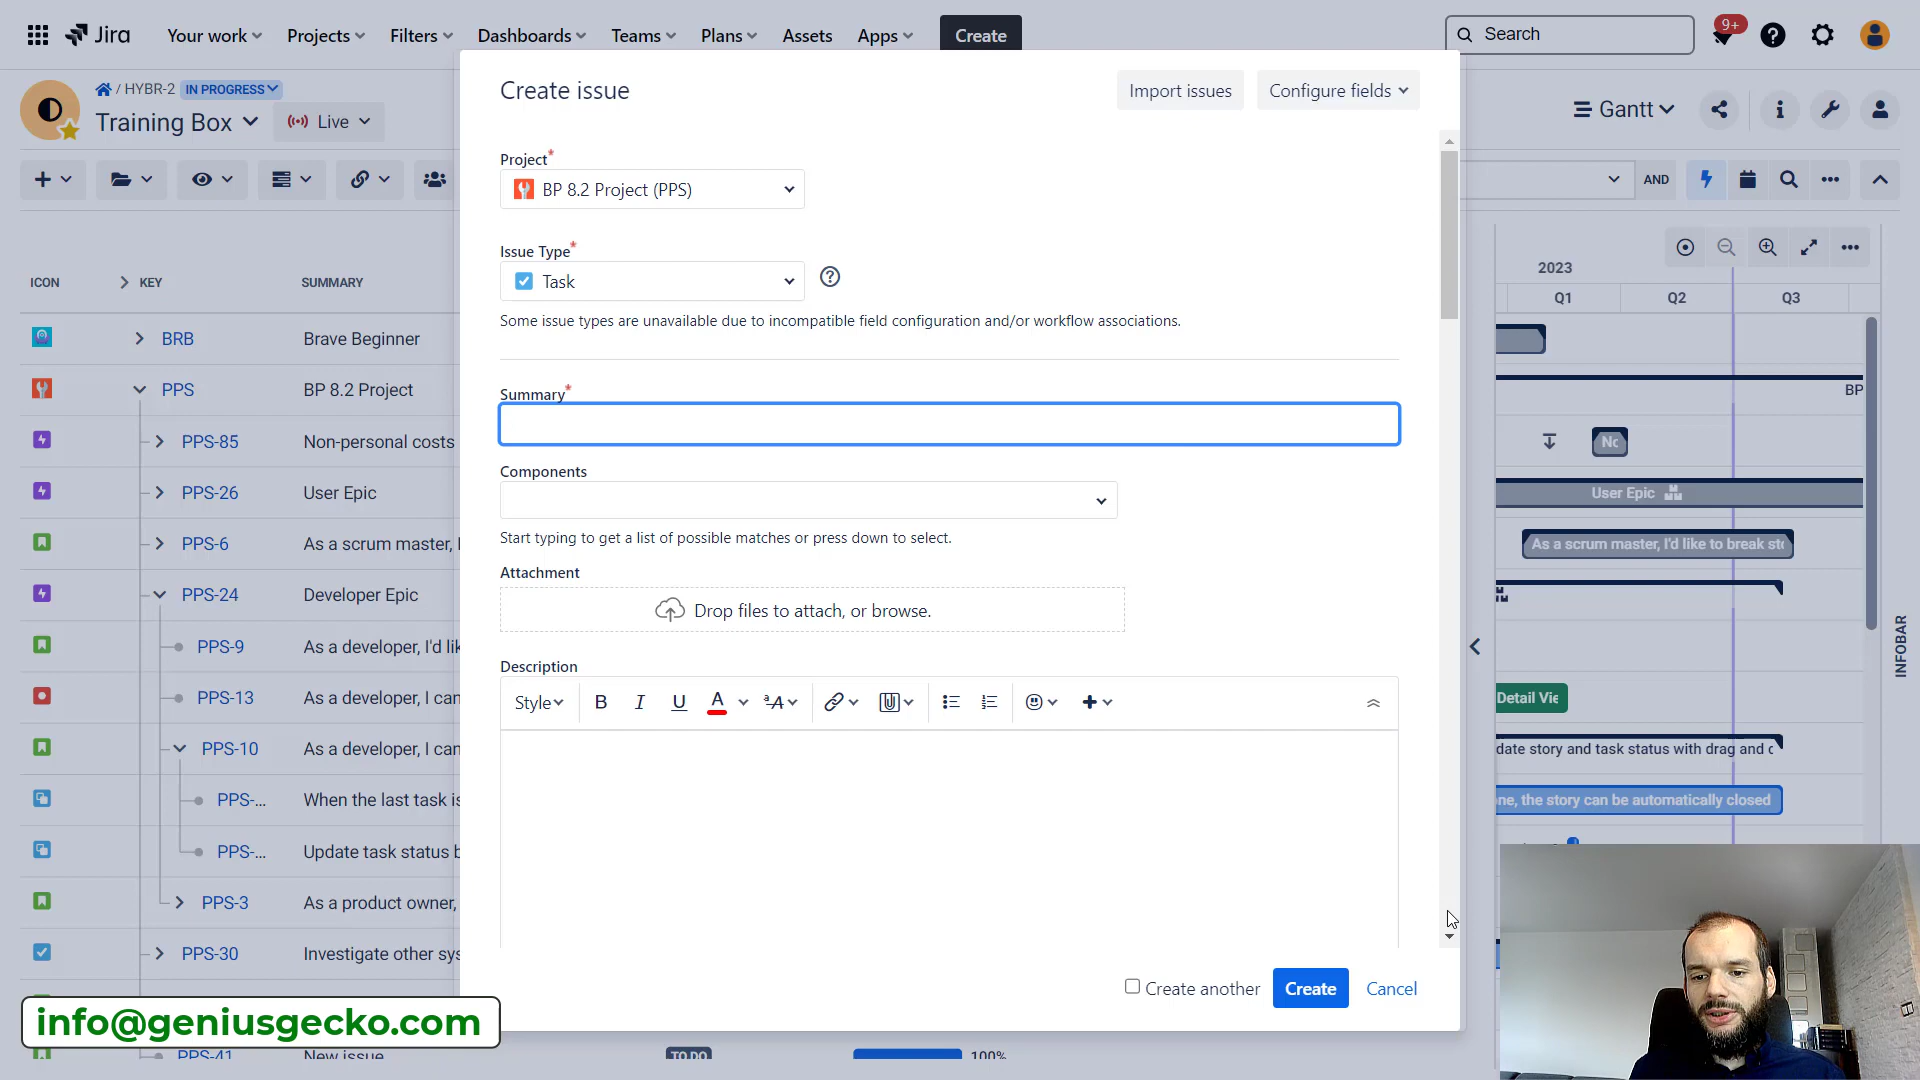 Jira
Your work
Projects
Filters
Dashboards
Teams
Plans
Assets
Apps
Create
Search
9+
/ HYBR-2
IN PROGRESS
Training Box
Live
Gantt
AND
Create issue
Import issues
Configure fields
Project*
BP 8.2 Project (PPS)
Issue Type*
Task
Some issue types are unavailable due to incompatible field configuration and/or workflow associations.
Summary*
Components
Start typing to get a list of possible matches or press down to select.
Attachment
Drop files to attach, or browse.
Description
Style
B
I
U
A
ªA
Create another
Create
Cancel
ICON
KEY
SUMMARY
BRB
Brave Beginner
PPS
BP 8.2 Project
PPS-85
Non-personal costs
PPS-26
User Epic
PPS-6
As a scrum master, I
PPS-24
Developer Epic
PPS-9
As a developer, I'd lik
PPS-13
As a developer, I can
PPS-10
As a developer, I can
PPS-...
When the last task is
PPS-...
Update task status b
PPS-3
As a product owner,
PPS-30
Investigate other sys
PPS-41
New issue
TO DO
100%
2023
Q1
Q2
Q3
BP
Nc
User Epic
As a scrum master, I'd like to break sto
Detail Vie
date story and task status with drag and c
ne, the story can be automatically closed
INFOBAR
info@geniusgecko.com